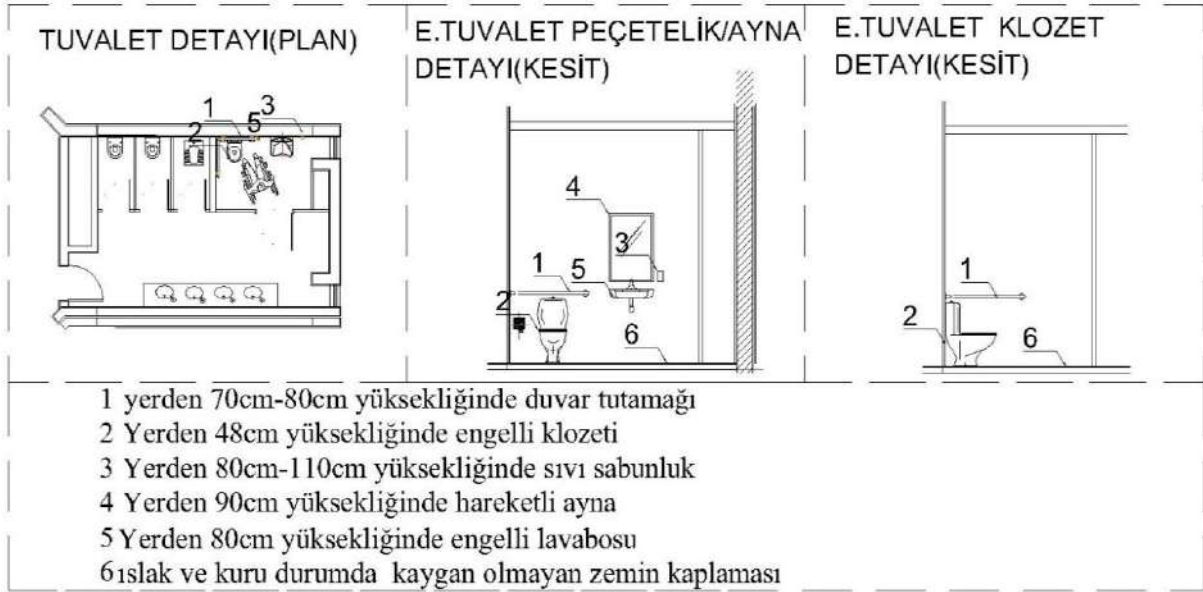 TUVALET DETAYI(PLAN)
1
3
2
5
E.TUVALET PEÇETELİK/AYNA
DETAYI(KESİT)
4
3
1
5
2
6
E.TUVALET KLOZET
DETAYI(KESİT)
1
2
6
1 yerden 70cm-80cm yüksekliğinde duvar tutamağı
2 Yerden 48cm yüksekliğinde engelli klozeti
3 Yerden 80cm-110cm yüksekliğinde sıvı sabunluk
4 Yerden 90cm yüksekliğinde hareketli ayna
5 Yerden 80cm yüksekliğinde engelli lavabosu
6 ıslak ve kuru durumda kaygan olmayan zemin kaplaması